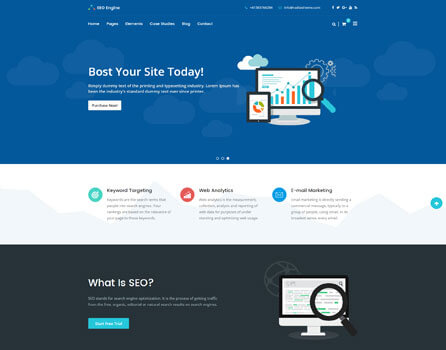 SEO Engine
Home Pages Elements Case Studies Blog Contact
Bost Your Site Today!
Simply dummy text of the printing and typesetting industry. Lorem Ipsum has
been the industry's standard dummy text ever since printer.
Purchase Now!
Keyword Targeting
Keywords are the search terms that
people into search engines. Your
rankings are based on the relevance of
your page to those keywords.
Web Analytics
Web analytics is the measurement,
collection, analysis and reporting of
web data for purposes of under
standing and optimizing web usage
E-mail Marketing
Email marketing is directly sending a
commercial message, typically to a
group of people, using email. In its
broadest sense, every email
What Is SEO?
SEO stands for search engine optimization. It is the process of getting traffic
from the free, organic, editorial or natural search results on search engines.
Start Free Trial